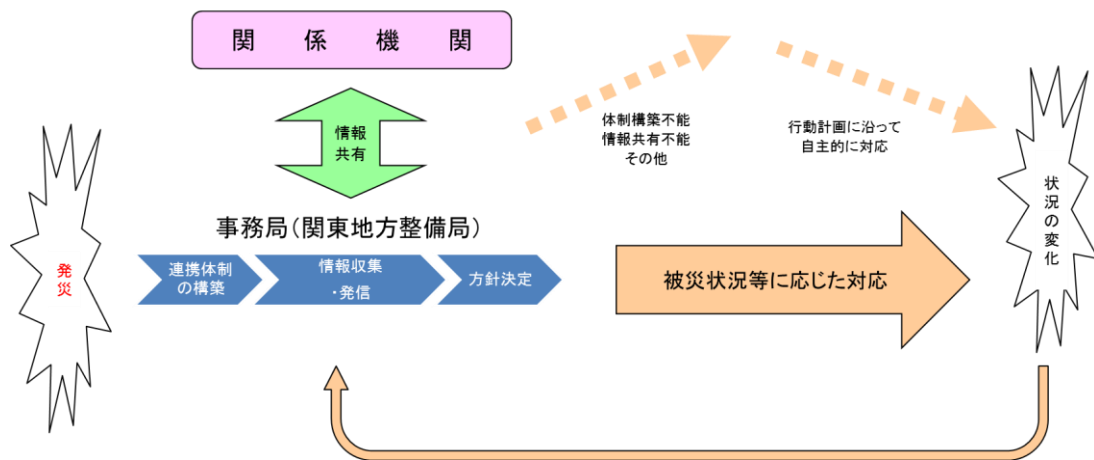 関係機関
情報
共有
体制構築不能
情報共有不能
その他
行動計画に沿って
自主的に対応
事務局(関東地方整備局)
発災
連携体制
の構築
情報収集
・発信
方針決定
被災状況等に応じた対応
状況の変化